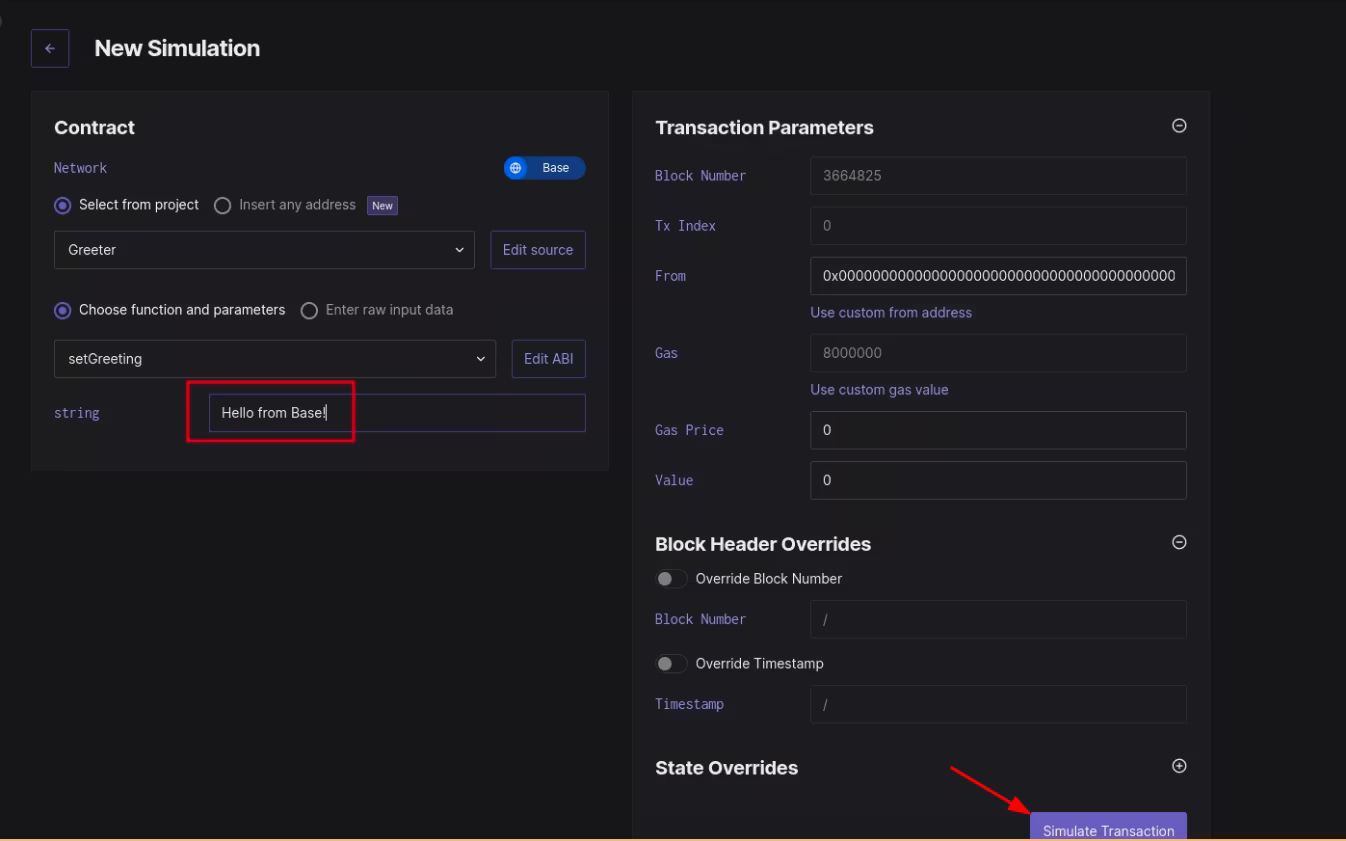 New Simulation
Contract
Network
Base
Select from project
Insert any address
New
Greeter
Edit source
Choose function and parameters
Enter raw input data
setGreeting
Edit ABI
string
Hello from Base!
Transaction Parameters
Block Number
3664825
Tx Index
0
From
0x0000000000000000000000000000000000000000
Use custom from address
Gas
8000000
Use custom gas value
Gas Price
0
Value
0
Block Header Overrides
Override Block Number
Block Number
/
Override Timestamp
Timestamp
/
State Overrides
Simulate Transaction